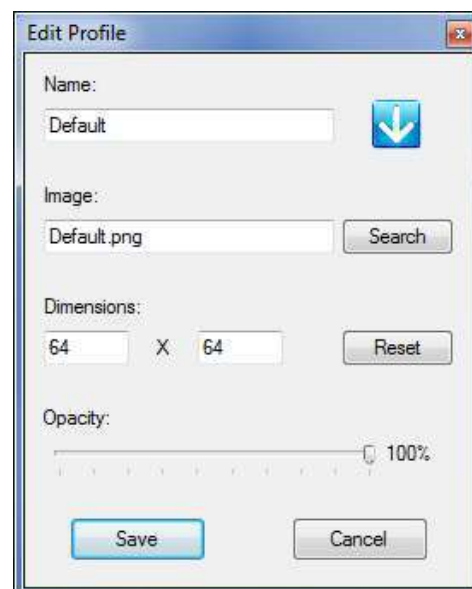 Edit Profile
Name:
Default
Image:
Default.png
Search
Dimensions:
64 X 64
Reset
Opacity:
100%
Save
Cancel